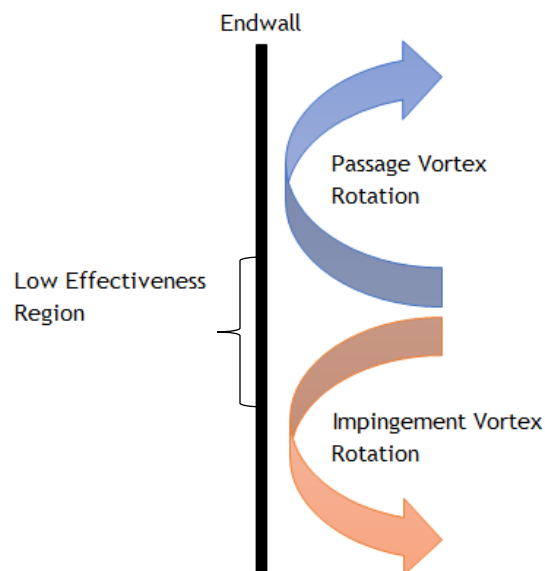 Endwall
Passage Vortex
Rotation
Low Effectiveness
Region
Impingement Vortex
Rotation